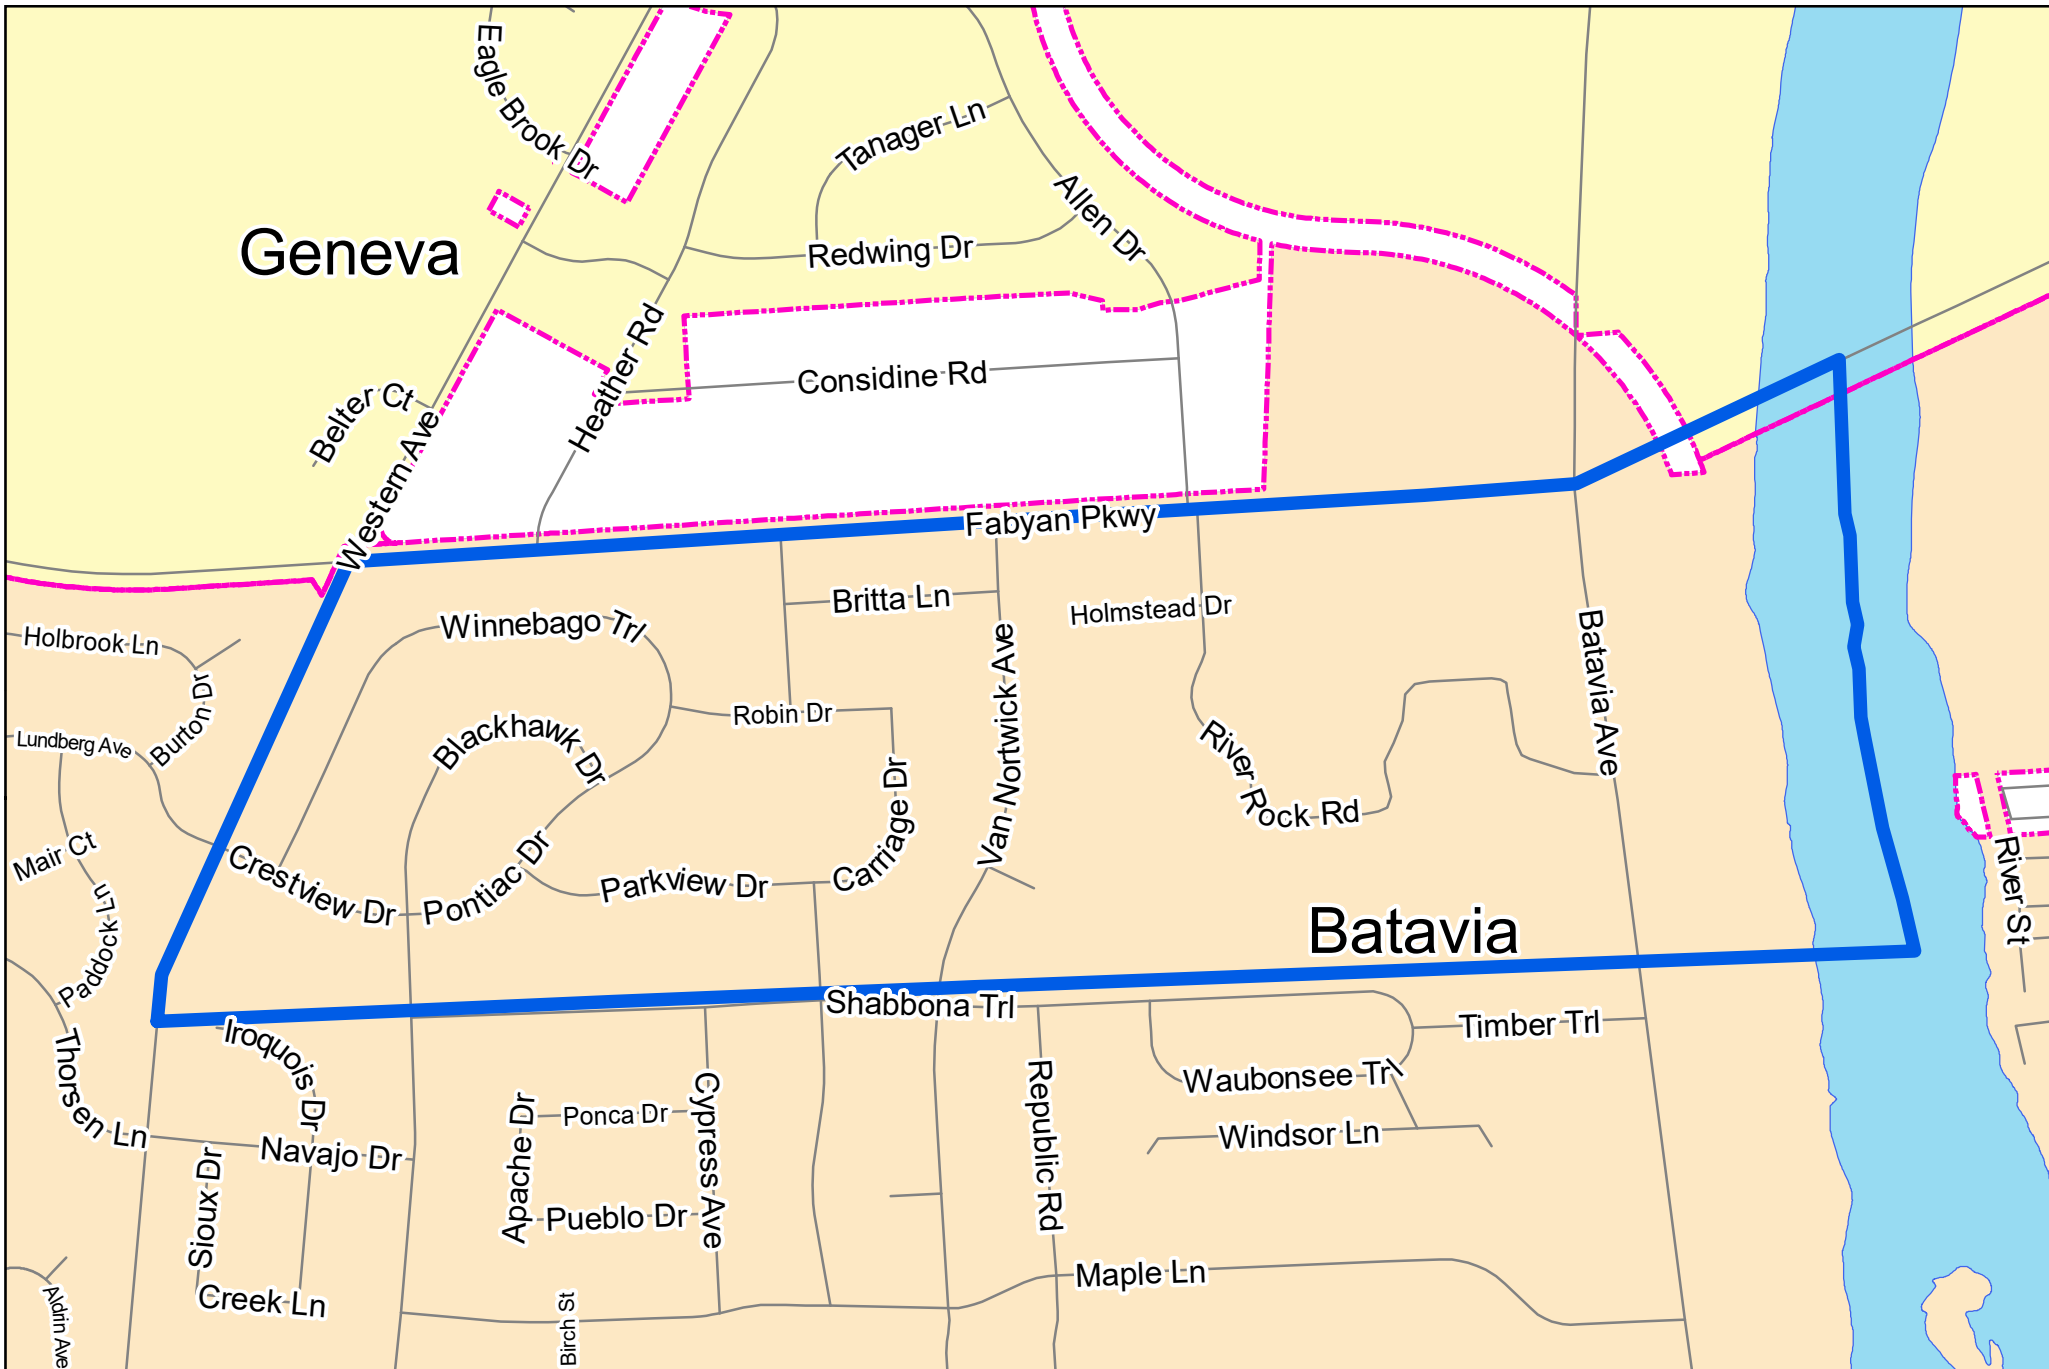 Eagle Brook Dr
Tanager Ln
Allen Dr
Geneva
Redwing Dr
Heather Rd
Considine Rd
Belter Ct
Western Ave
Fabyan Pkwy
Britta Ln
Holmstead Dr
Winnebago Trl
Holbrook Ln
Burton Dr
Van Nortwick Ave
Batavia Ave
Lundberg Ave
Blackhawk Dr
Robin Dr
Carriage Dr
River Rock Rd
Mair Ct
Crestview Dr
Pontiac Dr
Parkview Dr
River St
Paddock Ln
Batavia
Shabbona Trl
Timber Trl
Iroquois Dr
Thorsen Ln
Waubonsee Tr
Republic Rd
Cypress Ave
Apache Dr
Ponca Dr
Windsor Ln
Navajo Dr
Sioux Dr
Pueblo Dr
Maple Ln
Creek Ln
Aldrin Ave
Birch St